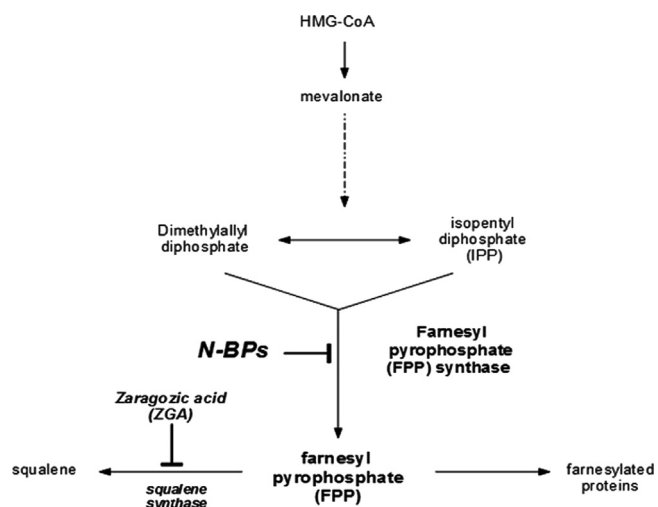 HMG-CoA
mevalonate
Dimethylallyl
diphosphate
isopentyl
diphosphate
(IPP)
N-BPs
Farnesyl
pyrophosphate
(FPP) synthase
Zaragozic acid
(ZGA)
squalene
squalene
synthase
farnesyl
pyrophosphate
(FPP)
farnesylated
proteins